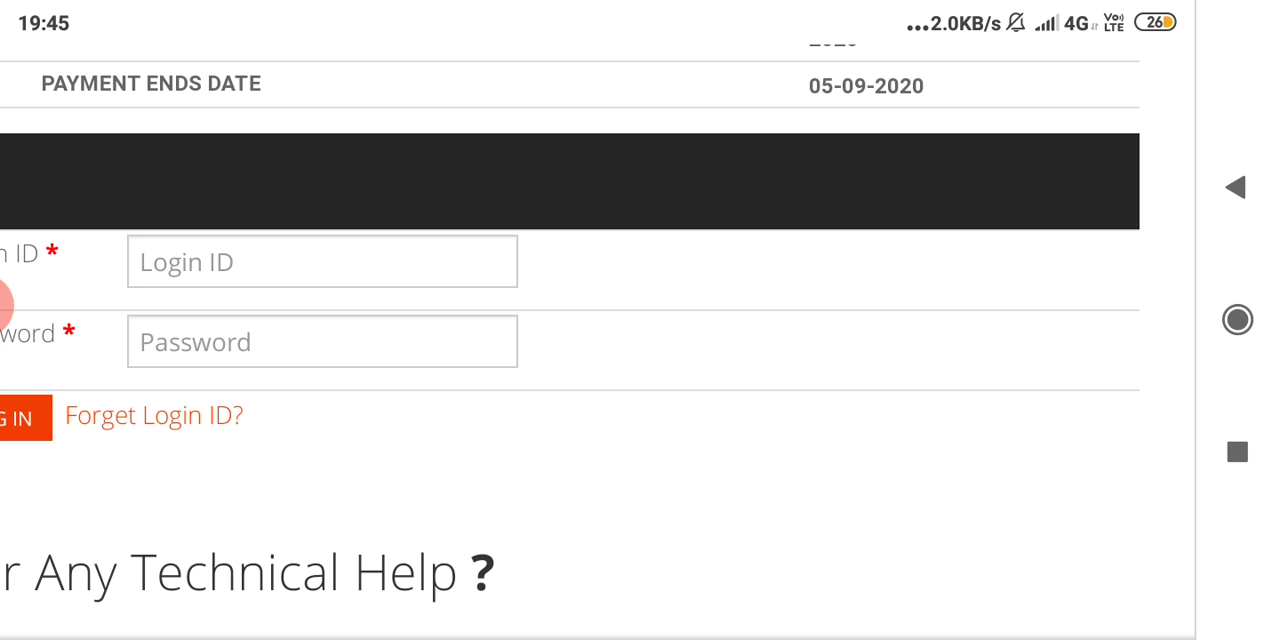 19:45
...2.0KB/s 4G Vo) LTE 26
PAYMENT ENDS DATE 05-09-2020
n ID * Login ID
word * Password
G IN Forget Login ID?
r Any Technical Help ?